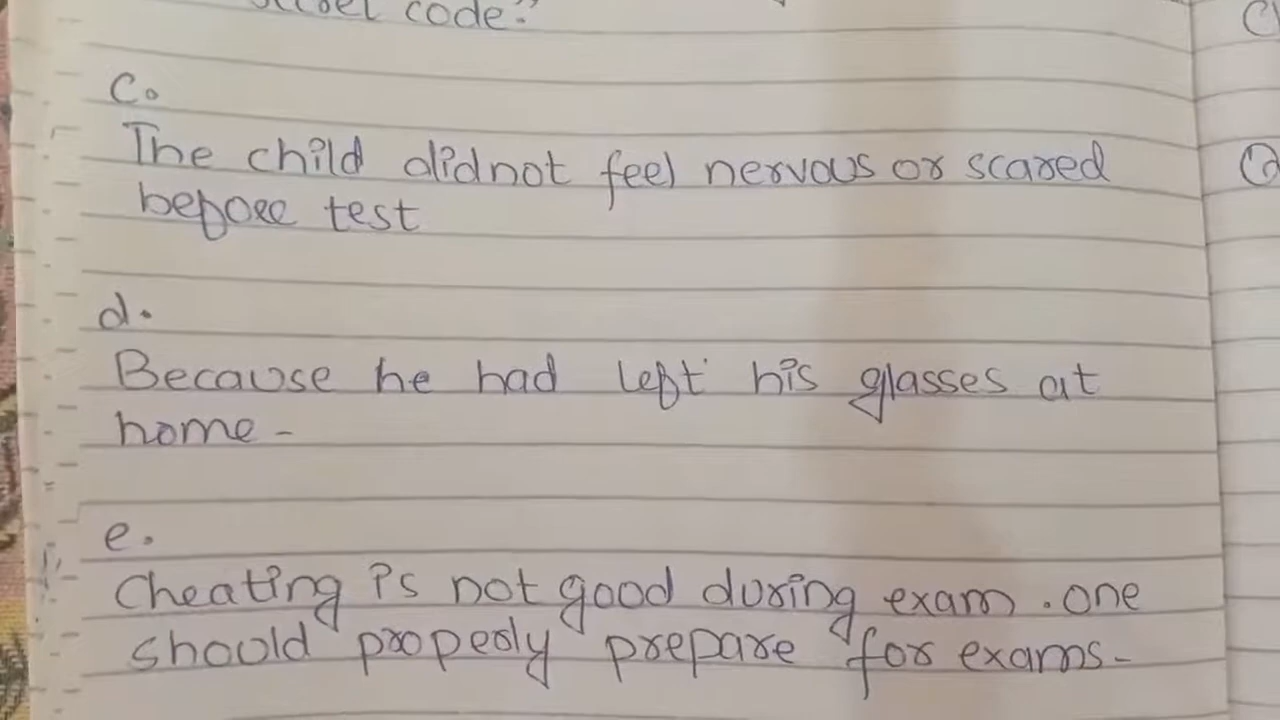 code."
c.
The child didnot feel nervous or scared
before test
d.
Because he had left his glasses at
home -
e.
Cheating is not good during exam . one
should properly prepare for exams -